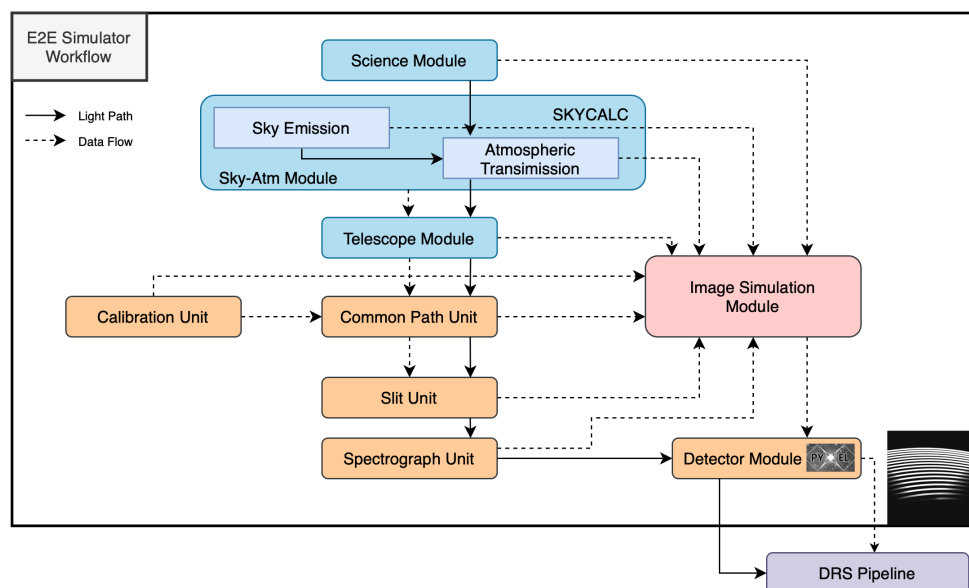 E2E Simulator
Workflow
Light Path
Data Flow
Science Module
SKYCALC
Sky Emission
Atmospheric
Transimission
Sky-Atm Module
Telescope Module
Image Simulation
Module
Calibration Unit
Common Path Unit
Slit Unit
Spectrograph Unit
Detector Module
PY EL
DRS Pipeline